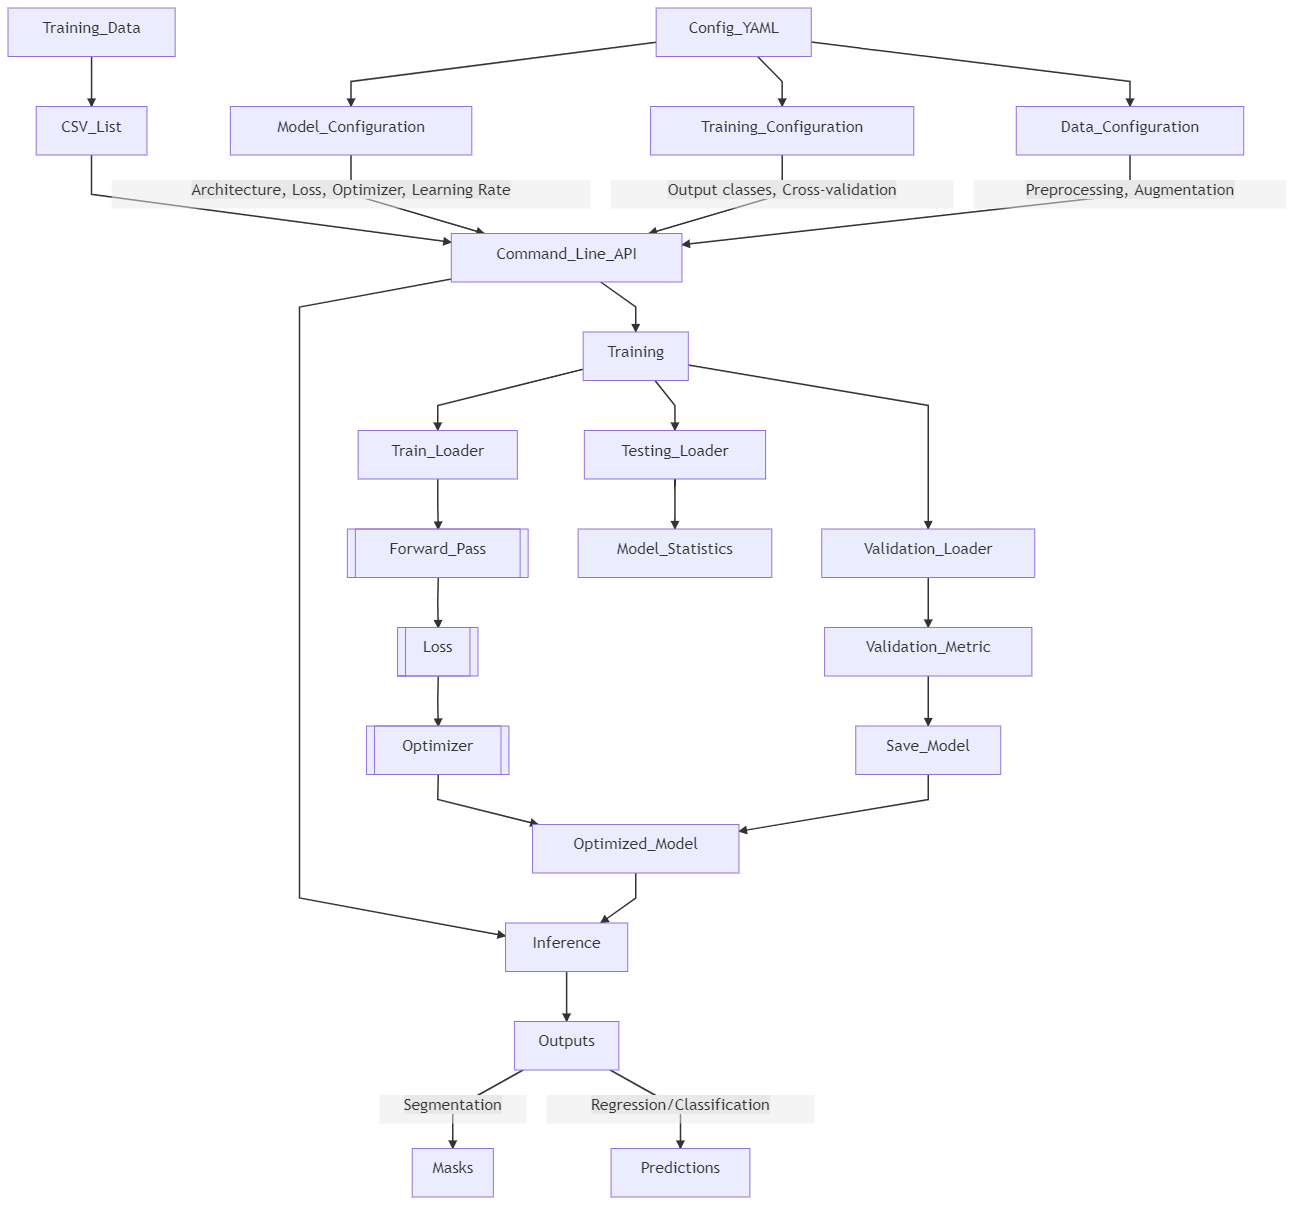 Training_Data
Config_YAML
CSV_List
Model_Configuration
Training_Configuration
Data_Configuration
Architecture, Loss, Optimizer, Learning Rate
Output classes, Cross-validation
Preprocessing, Augmentation
Command_Line_API
Training
Train_Loader
Testing_Loader
Forward_Pass
Model_Statistics
Validation_Loader
Loss
Validation_Metric
Optimizer
Save_Model
Optimized_Model
Inference
Outputs
Segmentation
Regression/Classification
Masks
Predictions